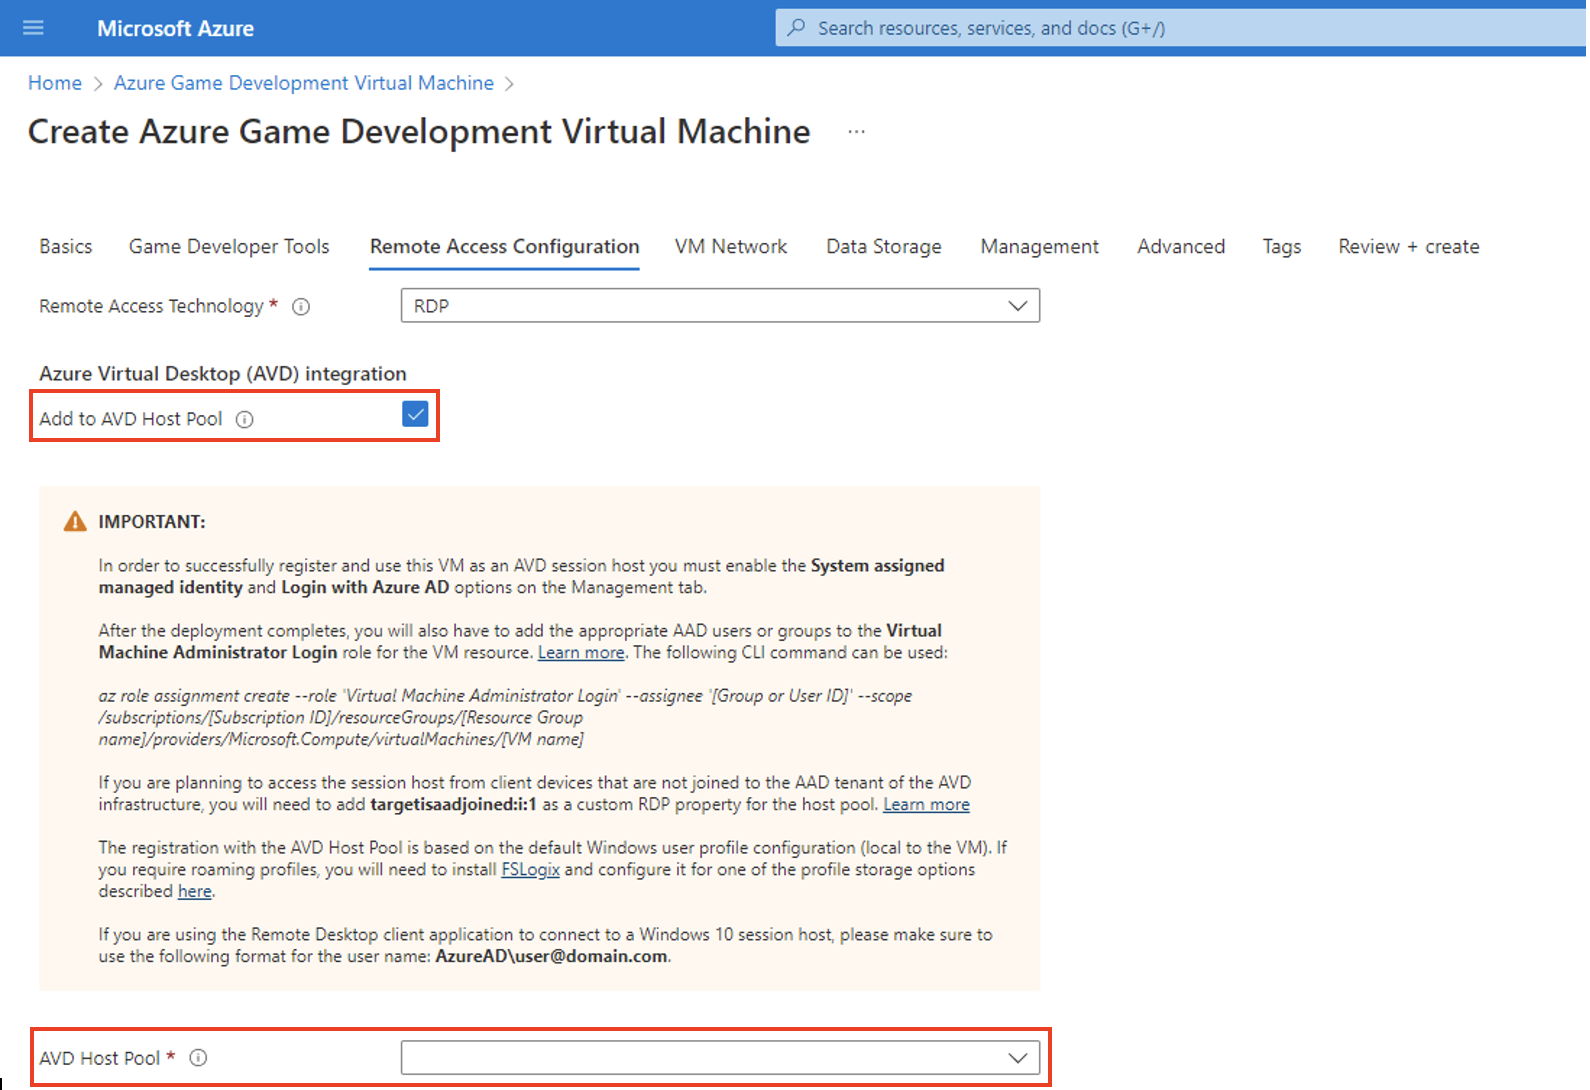 Microsoft Azure
Search resources, services, and docs (G+/)
Home > Azure Game Development Virtual Machine >
Create Azure Game Development Virtual Machine ...
Basics Game Developer Tools Remote Access Configuration VM Network Data Storage Management Advanced Tags Review + create
Remote Access Technology * RDP
Azure Virtual Desktop (AVD) integration
Add to AVD Host Pool
IMPORTANT:
In order to successfully register and use this VM as an AVD session host you must enable the System assigned
managed identity and Login with Azure AD options on the Management tab.
After the deployment completes, you will also have to add the appropriate AAD users or groups to the Virtual
Machine Administrator Login role for the VM resource. Learn more. The following CLI command can be used:
az role assignment create --role 'Virtual Machine Administrator Login' --assignee '[Group or User ID]' --scope
/subscriptions/[Subscription ID]/resourceGroups/[Resource Group
name]/providers/Microsoft.Compute/virtualMachines/[VM name]
If you are planning to access the session host from client devices that are not joined to the AAD tenant of the AVD
infrastructure, you will need to add targetisaadjoined:i:1 as a custom RDP property for the host pool. Learn more
The registration with the AVD Host Pool is based on the default Windows user profile configuration (local to the VM). If
you require roaming profiles, you will need to install FSLogix and configure it for one of the profile storage options
described here.
If you are using the Remote Desktop client application to connect to a Windows 10 session host, please make sure to
use the following format for the user name: AzureAD\user@domain.com.
AVD Host Pool *